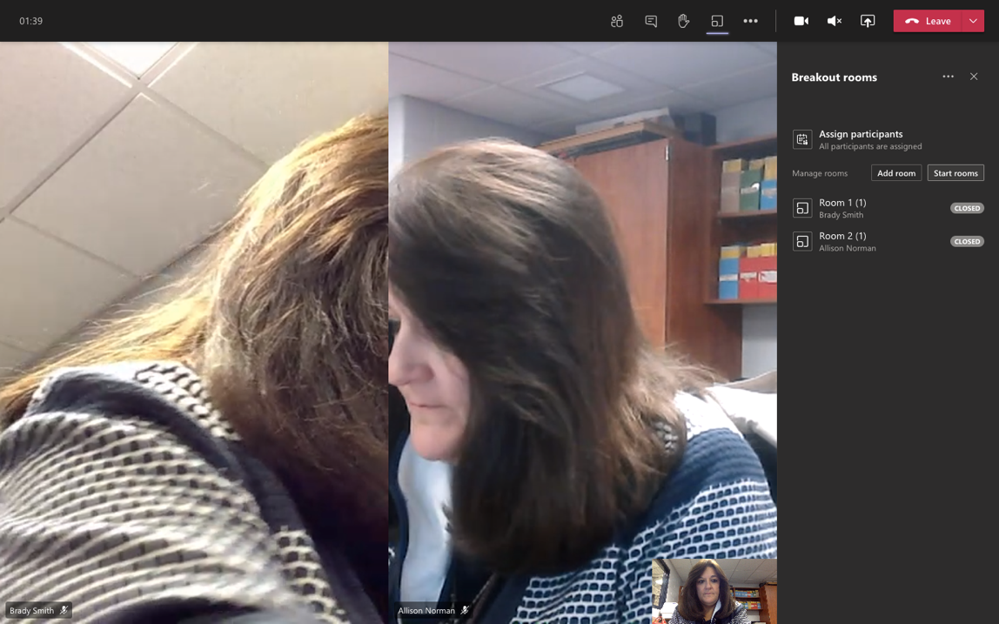 01:39
Leave
Breakout rooms
Assign participants
All participants are assigned
Manage rooms
Add room
Start rooms
Room 1 (1)
Brady Smith
CLOSED
Room 2 (1)
Allison Norman
CLOSED
Brady Smith
Allison Norman